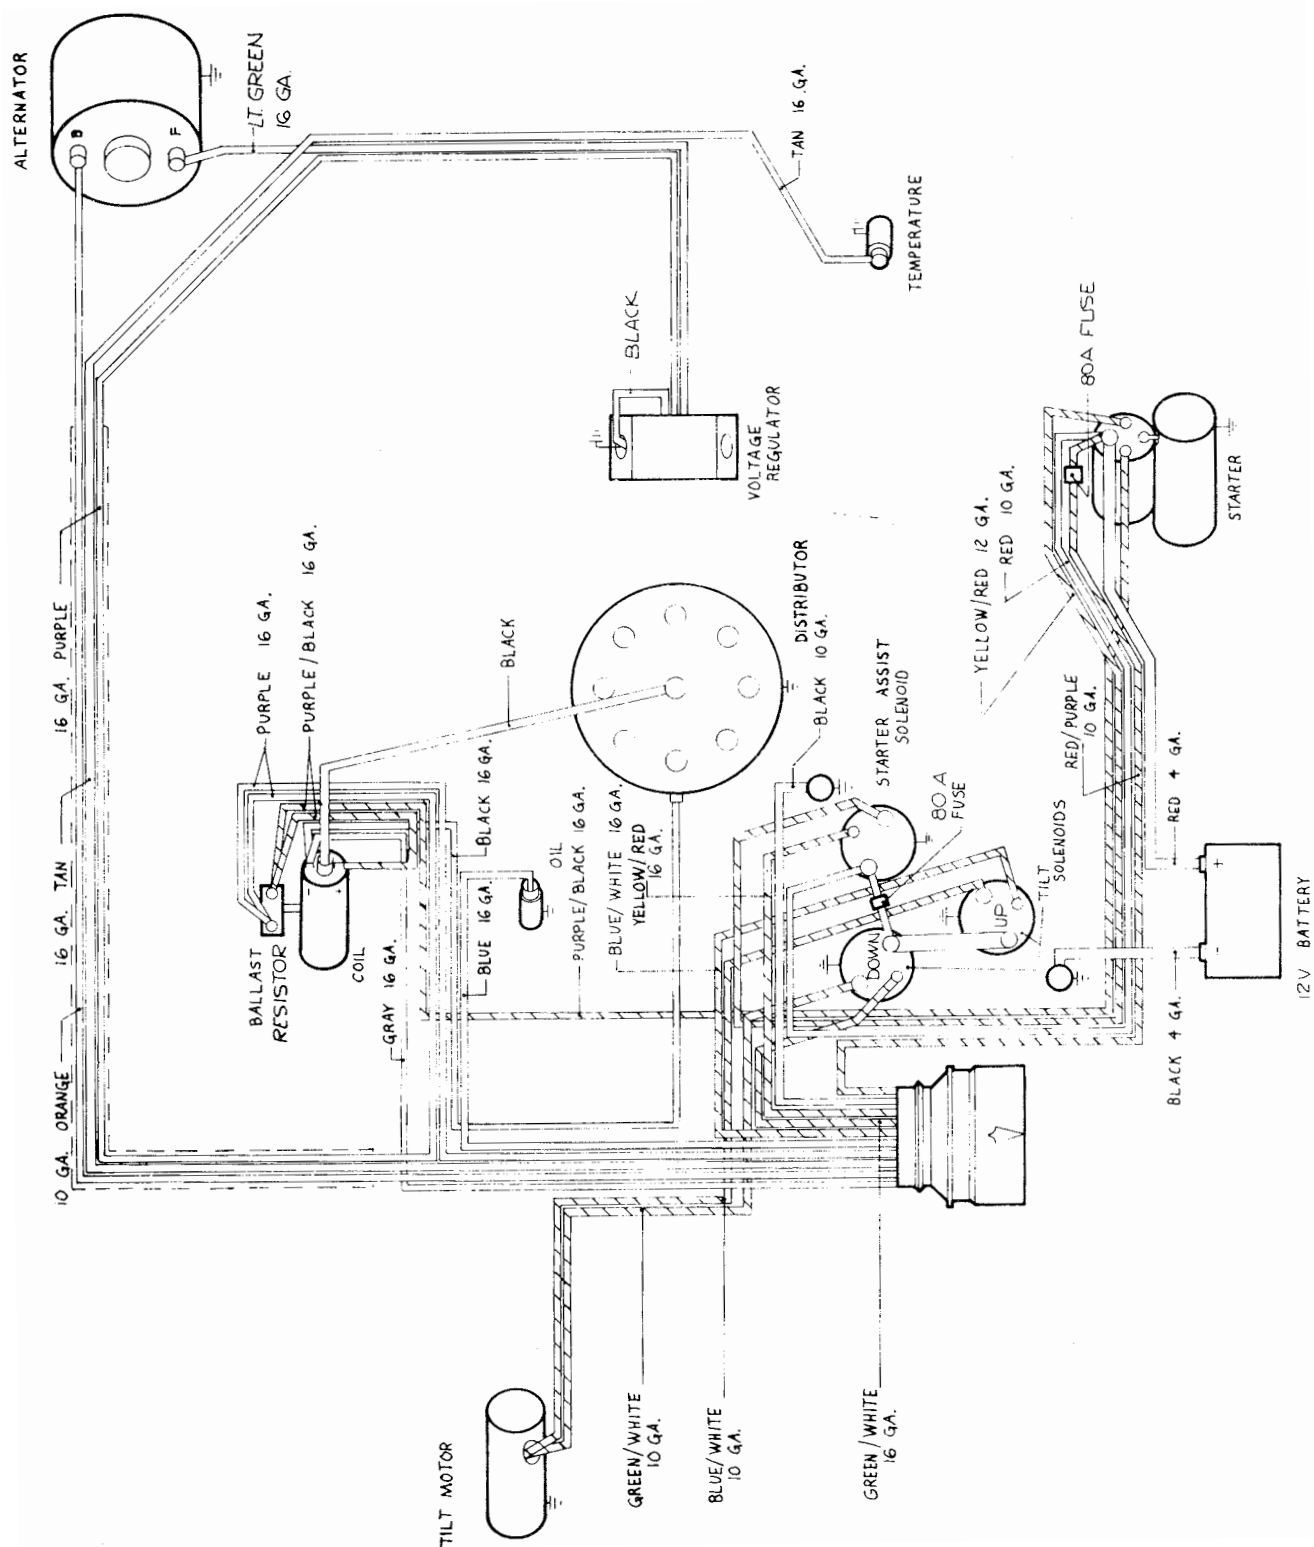 ALTERNATOR
B
F
LT. GREEN
16 GA.
TAN 16 GA.
TEMPERATURE
BLACK
VOLTAGE
REGULATOR
80A FUSE
STARTER
YELLOW/RED 12 GA.
RED 10 GA.
16 GA. PURPLE
16 GA. TAN
10 GA. ORANGE
PURPLE 16 GA.
PURPLE/BLACK 16 GA.
BLACK
DISTRIBUTOR
BLACK 10 GA.
STARTER ASSIST
SOLENOID
80A
FUSE
RED/PURPLE
10 GA.
RED 4 GA.
BALLAST
RESISTOR
COIL
+
GRAY 16 GA.
BLACK 16 GA.
BLUE 16 GA.
OIL
PURPLE/BLACK 16 GA.
BLUE/WHITE 16 GA.
YELLOW/RED
16 GA.
DOWN
UP
TILT
SOLENOIDS
+
-
12V BATTERY
BLACK 4 GA.
TILT MOTOR
GREEN/WHITE
10 GA.
BLUE/WHITE
10 GA.
GREEN/WHITE
16 GA.